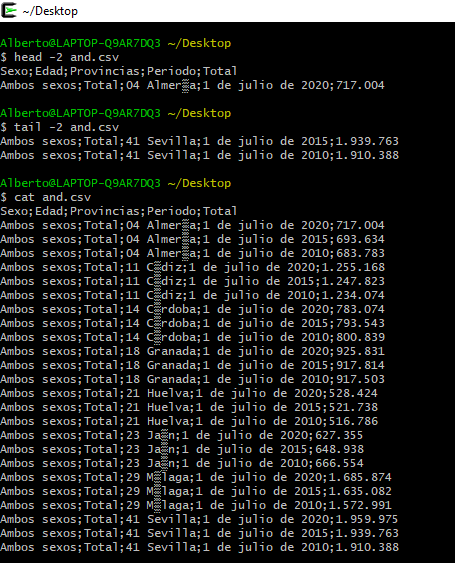 ~/Desktop
Alberto@LAPTOP-Q9AR7DQ3 ~/Desktop
$ head -2 and.csv
Sexo;Edad;Provincias;Periodo;Total
Ambos sexos;Total;04 Almer▒a;1 de julio de 2020;717.004
Alberto@LAPTOP-Q9AR7DQ3 ~/Desktop
$ tail -2 and.csv
Ambos sexos;Total;41 Sevilla;1 de julio de 2015;1.939.763
Ambos sexos;Total;41 Sevilla;1 de julio de 2010;1.910.388
Alberto@LAPTOP-Q9AR7DQ3 ~/Desktop
$ cat and.csv
Sexo;Edad;Provincias;Periodo;Total
Ambos sexos;Total;04 Almer▒a;1 de julio de 2020;717.004
Ambos sexos;Total;04 Almer▒a;1 de julio de 2015;693.634
Ambos sexos;Total;04 Almer▒a;1 de julio de 2010;683.783
Ambos sexos;Total;11 C▒diz;1 de julio de 2020;1.255.168
Ambos sexos;Total;11 C▒diz;1 de julio de 2015;1.247.823
Ambos sexos;Total;11 C▒diz;1 de julio de 2010;1.234.074
Ambos sexos;Total;14 C▒rdoba;1 de julio de 2020;783.074
Ambos sexos;Total;14 C▒rdoba;1 de julio de 2015;793.543
Ambos sexos;Total;14 C▒rdoba;1 de julio de 2010;800.839
Ambos sexos;Total;18 Granada;1 de julio de 2020;925.831
Ambos sexos;Total;18 Granada;1 de julio de 2015;917.814
Ambos sexos;Total;18 Granada;1 de julio de 2010;917.503
Ambos sexos;Total;21 Huelva;1 de julio de 2020;528.424
Ambos sexos;Total;21 Huelva;1 de julio de 2015;521.738
Ambos sexos;Total;21 Huelva;1 de julio de 2010;516.786
Ambos sexos;Total;23 Ja▒n;1 de julio de 2020;627.355
Ambos sexos;Total;23 Ja▒n;1 de julio de 2015;648.938
Ambos sexos;Total;23 Ja▒n;1 de julio de 2010;666.554
Ambos sexos;Total;29 M▒laga;1 de julio de 2020;1.685.874
Ambos sexos;Total;29 M▒laga;1 de julio de 2015;1.635.082
Ambos sexos;Total;29 M▒laga;1 de julio de 2010;1.572.991
Ambos sexos;Total;41 Sevilla;1 de julio de 2020;1.959.975
Ambos sexos;Total;41 Sevilla;1 de julio de 2015;1.939.763
Ambos sexos;Total;41 Sevilla;1 de julio de 2010;1.910.388